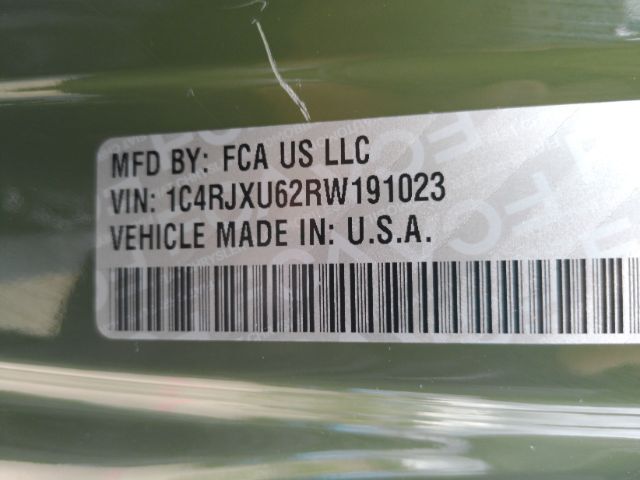 MFD BY: FCA US LLC
VIN: 1C4RJXU62RW191023
VEHICLE MADE IN: U.S.A.